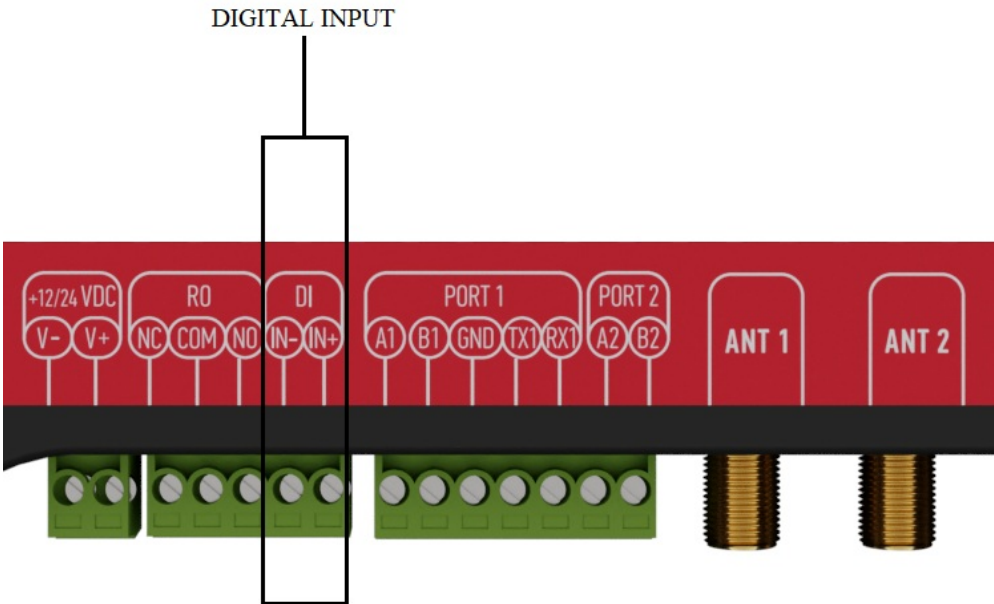 DIGITAL INPUT
+12/24 VDC RO DI PORT 1 PORT 2
V- V+ NC COM NO IN- IN+ A1 B1 GND TX1 RX1 A2 B2 ANT 1 ANT 2